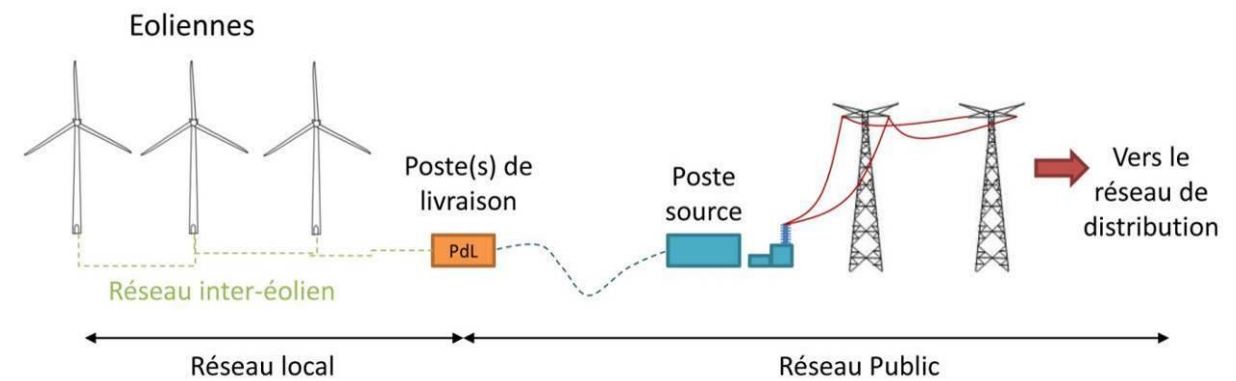 Eoliennes
Poste(s) de
livraison
PdL
Poste
source
Vers le
réseau de
distribution
Réseau inter-éolien
Réseau local
Réseau Public